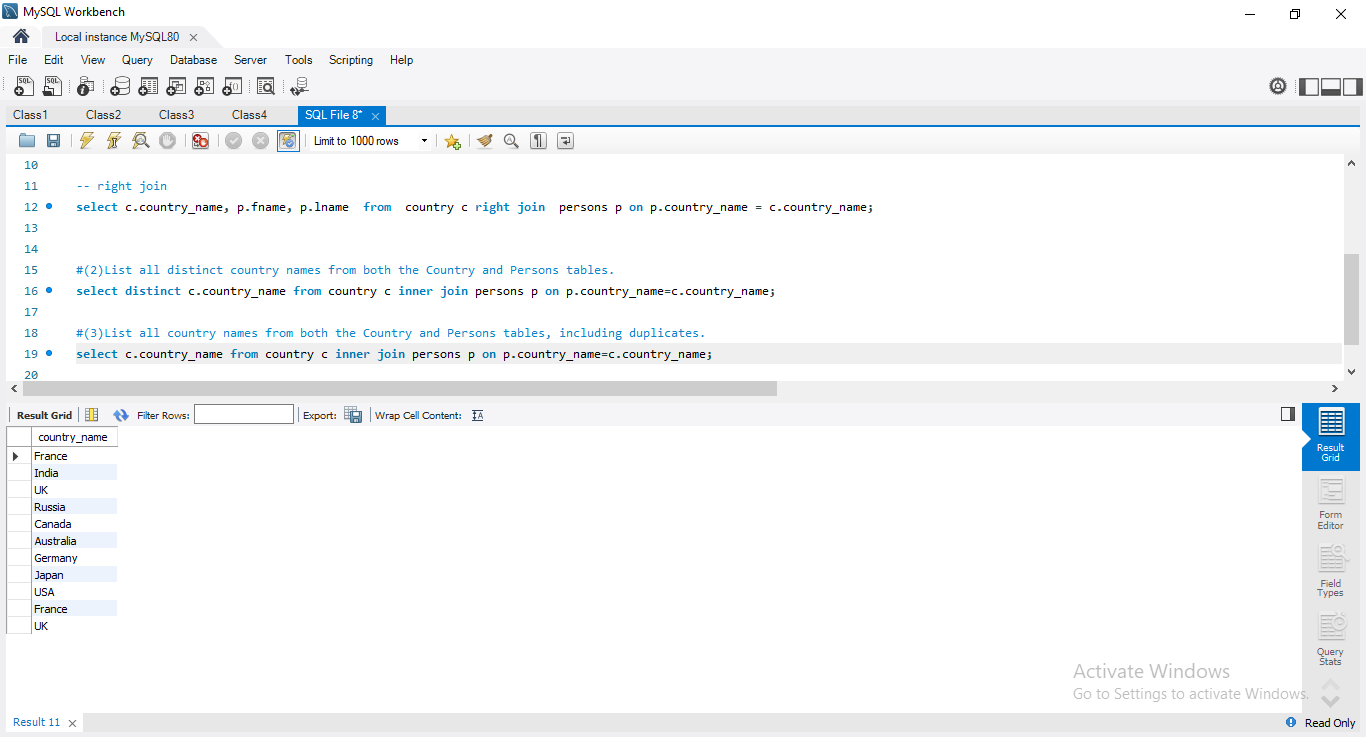 MySQL Workbench
Local instance MySQL80
File Edit View Query Database Server Tools Scripting Help
Class1 Class2 Class3 Class4 SQL File 8*
Limit to 1000 rows
10
11 -- right join
12 select c.country_name, p.fname, p.lname from country c right join persons p on p.country_name = c.country_name;
13
14
15 #(2)List all distinct country names from both the Country and Persons tables.
16 select distinct c.country_name from country c inner join persons p on p.country_name=c.country_name;
17
18 #(3)List all country names from both the Country and Persons tables, including duplicates.
19 select c.country_name from country c inner join persons p on p.country_name=c.country_name;
20
Result Grid Filter Rows: Export: Wrap Cell Content:
country_name
France
India
UK
Russia
Canada
Australia
Germany
Japan
USA
France
UK
Result
Grid
Form
Editor
Field
Types
Query
Stats
Activate Windows
Go to Settings to activate Windows.
Result 11
Read Only